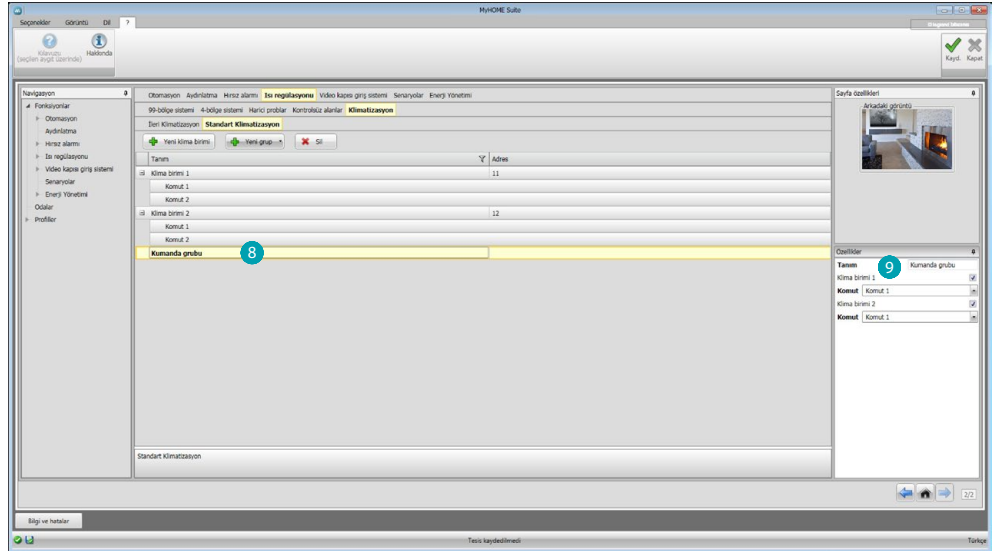 MyHOME Suite
Seçenekler Görüntü Dil ?
Kılavuzu
(seçilen aygıt üzerinde)
Hakkında
Kayd. Kapat
Navigasyon
Fonksiyonlar
Otomasyon
Aydınlatma
Hırsız alarmı
Isı regülasyonu
Video kapısı giriş sistemi
Senaryolar
Enerji Yönetimi
Odalar
Profiller
Otomasyon Aydınlatma Hırsız alarmı Isı regülasyonu Video kapısı giriş sistemi Senaryolar Enerji Yönetimi
99-bölge sistemi 4-bölge sistemi Harici problar Kontrolsüz alanlar Klimatizasyon
İleri Klimatizasyon Standart Klimatizasyon
Yeni klima birimi Yeni grup Sil
Tanım Adres
Klima birimi 1 11
Komut 1
Komut 2
Klima birimi 2 12
Komut 1
Komut 2
Kumanda grubu 8
Standart Klimatizasyon
Sayfa özellikleri
Arkadaki görüntü
Özellikler
Tanım 9 Kumanda grubu
Klima birimi 1
Komut Komut 1
Klima birimi 2
Komut Komut 1
2/2
Bilgi ve hatalar
Tesis kaydedilmedi
Türkçe